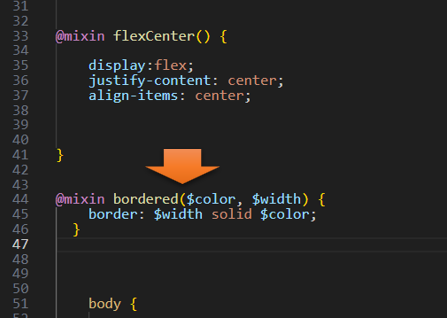 31
32
33 @mixin flexCenter() {
34
35 display:flex;
36 justify-content: center;
37 align-items: center;
38
39
40
41 }
42
43
44 @mixin bordered($color, $width) {
45 border: $width solid $color;
46 }
47
48
49
50
51 body {
52